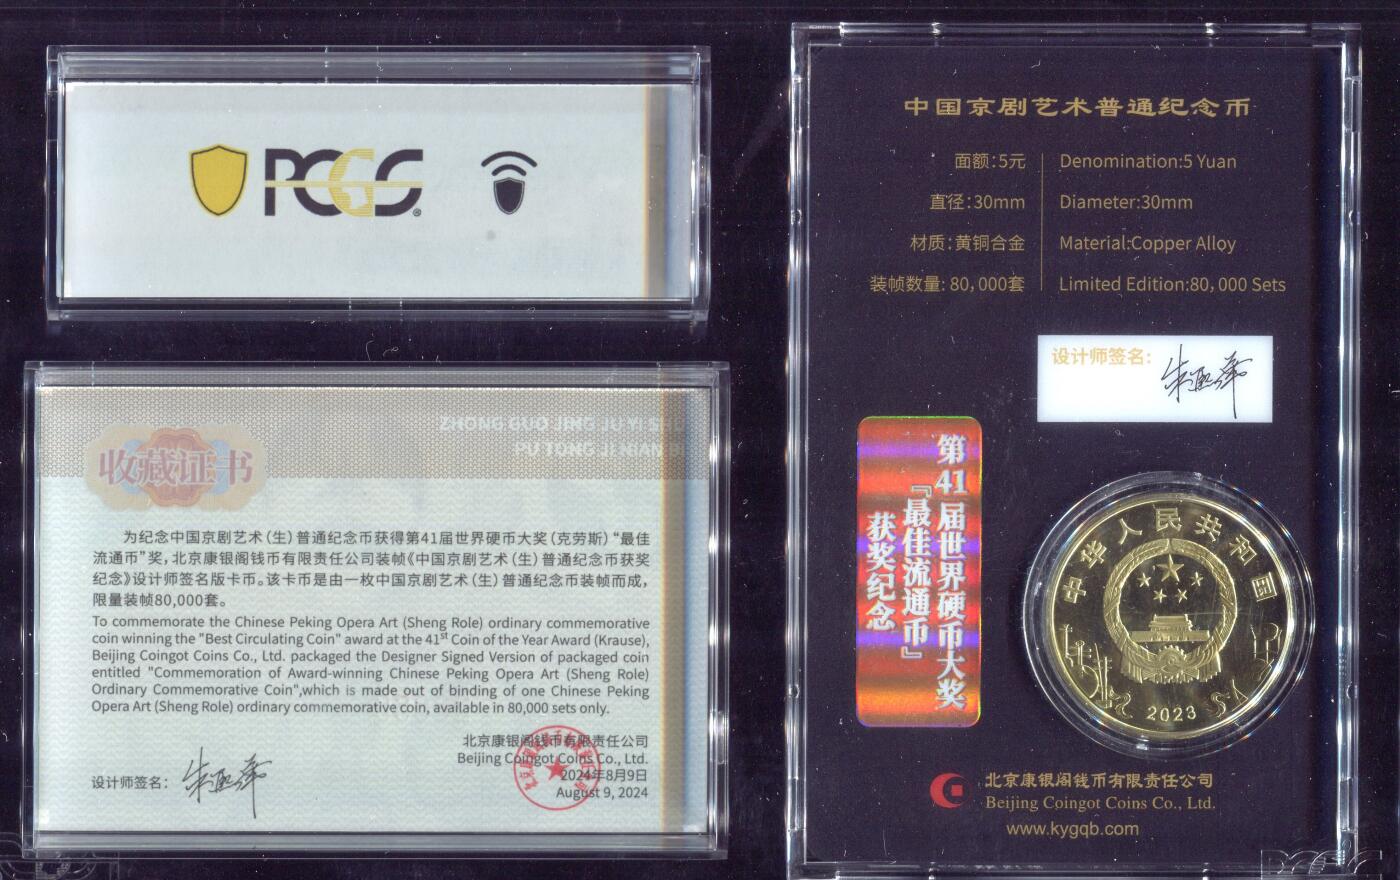 PCGS
ZHONG GUO JING JU YI SHU
PU TONG JI NIAN BI
收藏证书
为纪念中国京剧艺术（生）普通纪念币获得第41届世界硬币大奖（克劳斯）“最佳
流通币”奖，北京康银阁钱币有限责任公司装帧《中国京剧艺术（生）普通纪念币获奖
纪念》设计师签名版卡币。该卡币是由一枚中国京剧艺术（生）普通纪念币装帧而成，
限量装帧80,000套。
To commemorate the Chinese Peking Opera Art (Sheng Role) ordinary commemorative
coin winning the "Best Circulating Coin" award at the 41st Coin of the Year Award (Krause),
Beijing Coingot Coins Co., Ltd. packaged the Designer Signed Version of packaged coin
entitled "Commemoration of Award-winning Chinese Peking Opera Art (Sheng Role)
Ordinary Commemorative Coin",which is made out of binding of one Chinese Peking
Opera Art (Sheng Role) ordinary commemorative coin, available in 80,000 sets only.
北京康银阁钱币有限责任公司
Beijing Coingot Coins Co., Ltd.
2024年8月9日
August 9, 2024
设计师签名：
中国京剧艺术普通纪念币
面额：5元 Denomination:5 Yuan
直径：30mm Diameter:30mm
材质：黄铜合金 Material:Copper Alloy
装帧数量: 80,000套 Limited Edition:80,000 Sets
设计师签名：
第41届世界硬币大奖
『最佳流通币』
获奖纪念
中华人民共和国
2023
北京康银阁钱币有限责任公司
Beijing Coingot Coins Co., Ltd.
www.kygqb.com